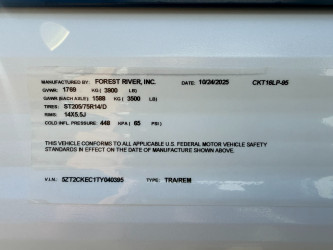 MANUFACTURED BY: FOREST RIVER, INC. DATE: 10/24/2025 CKT16LP-95
GVWR: 1769 KG ( 3900 LB)
GAWR (EACH AXLE) 1588 KG ( 3500 LB)
TIRES: ST205/75R14/D
RIMS: 14X5.5J
COLD INFL. PRESSURE: 448 KPA ( 65 PSI )
THIS VEHICLE CONFORMS TO ALL APPLICABLE U.S. FEDERAL MOTOR VEHICLE SAFETY
STANDARDS IN EFFECT ON THE DATE OF MANUFACTURE SHOWN ABOVE.
V.I.N.: 5ZT2CKEC1TY040395 TYPE: TRA/REM